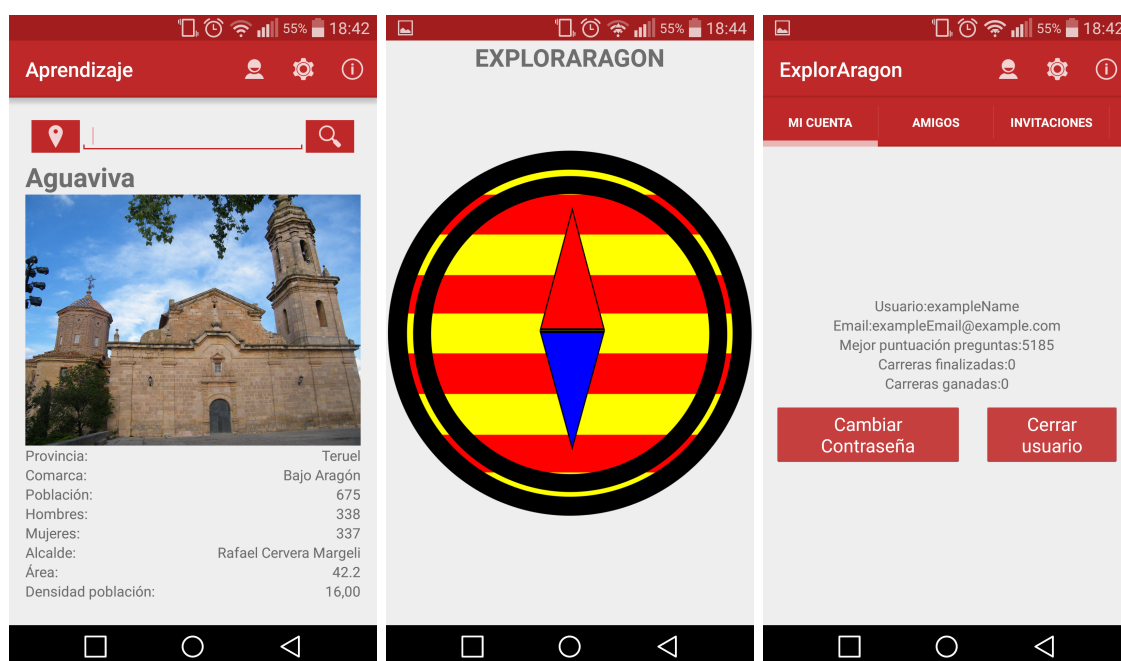 55% 18:42
Aprendizaje
Aguaviva
Provincia: Teruel
Comarca: Bajo Aragón
Población: 675
Hombres: 338
Mujeres: 337
Alcalde: Rafael Cervera Margeli
Área: 42.2
Densidad población: 16,00
55% 18:44
EXPLORARAGON
55% 18:42
ExplorAragon
MI CUENTA AMIGOS INVITACIONES
Usuario:exampleName
Email:exampleEmail@example.com
Mejor puntuación preguntas:5185
Carreras finalizadas:0
Carreras ganadas:0
Cambiar
Contraseña
Cerrar
usuario